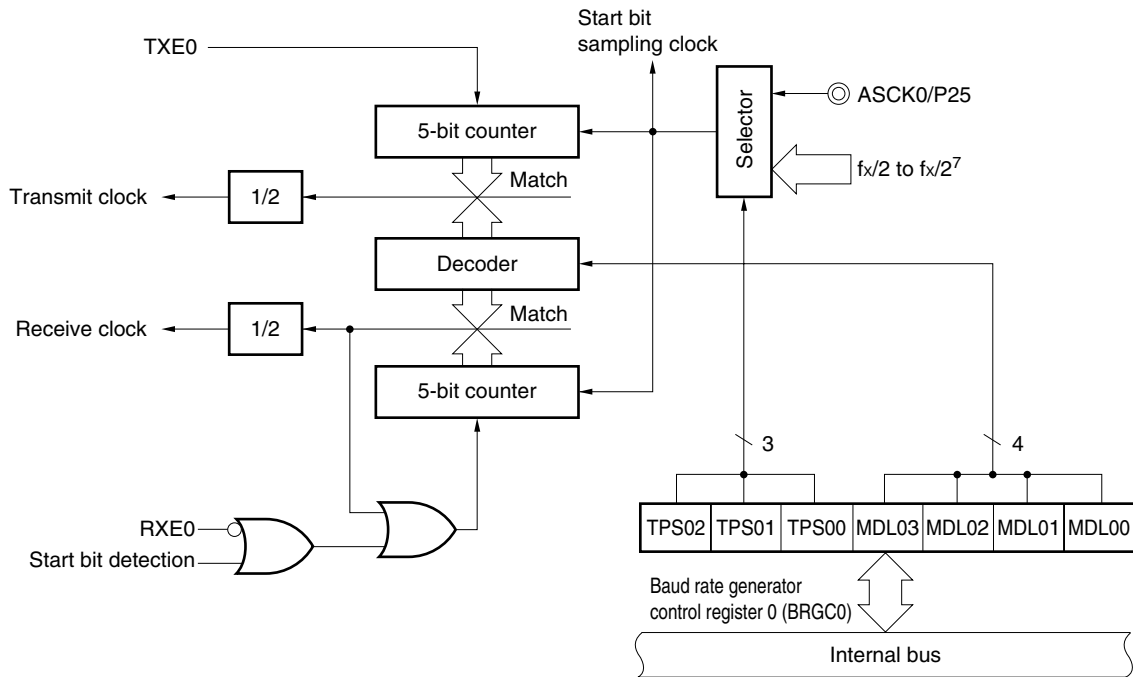 Start bit
sampling clock
TXE0
ASCK0/P25
Selector
5-bit counter
fx/2 to fx/2⁷
Match
Transmit clock
1/2
Decoder
Match
Receive clock
1/2
5-bit counter
3
4
RXE0
Start bit detection
TPS02 TPS01 TPS00 MDL03 MDL02 MDL01 MDL00
Baud rate generator
control register 0 (BRGC0)
Internal bus